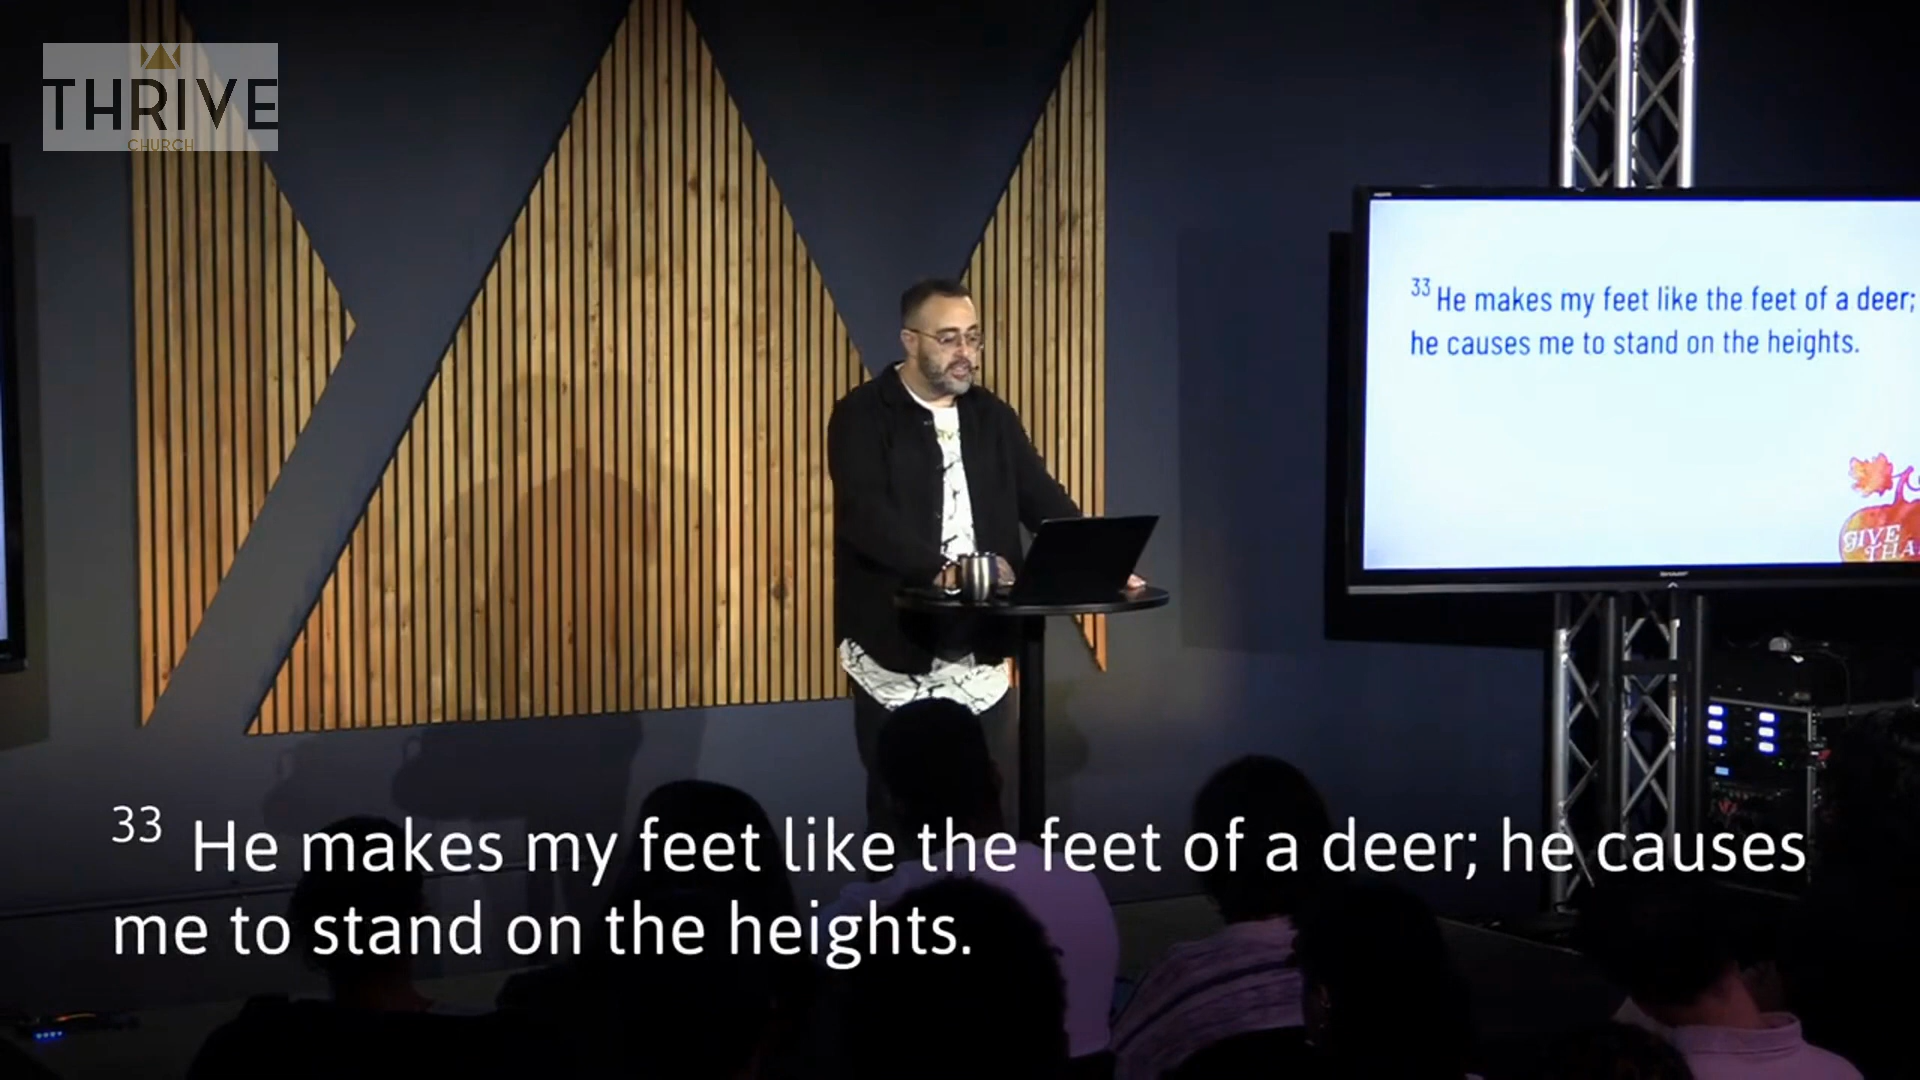 THRIVE
CHURCH
33 He makes my feet like the feet of a deer;
he causes me to stand on the heights.
GIVE
33 He makes my feet like the feet of a deer; he causes
me to stand on the heights.